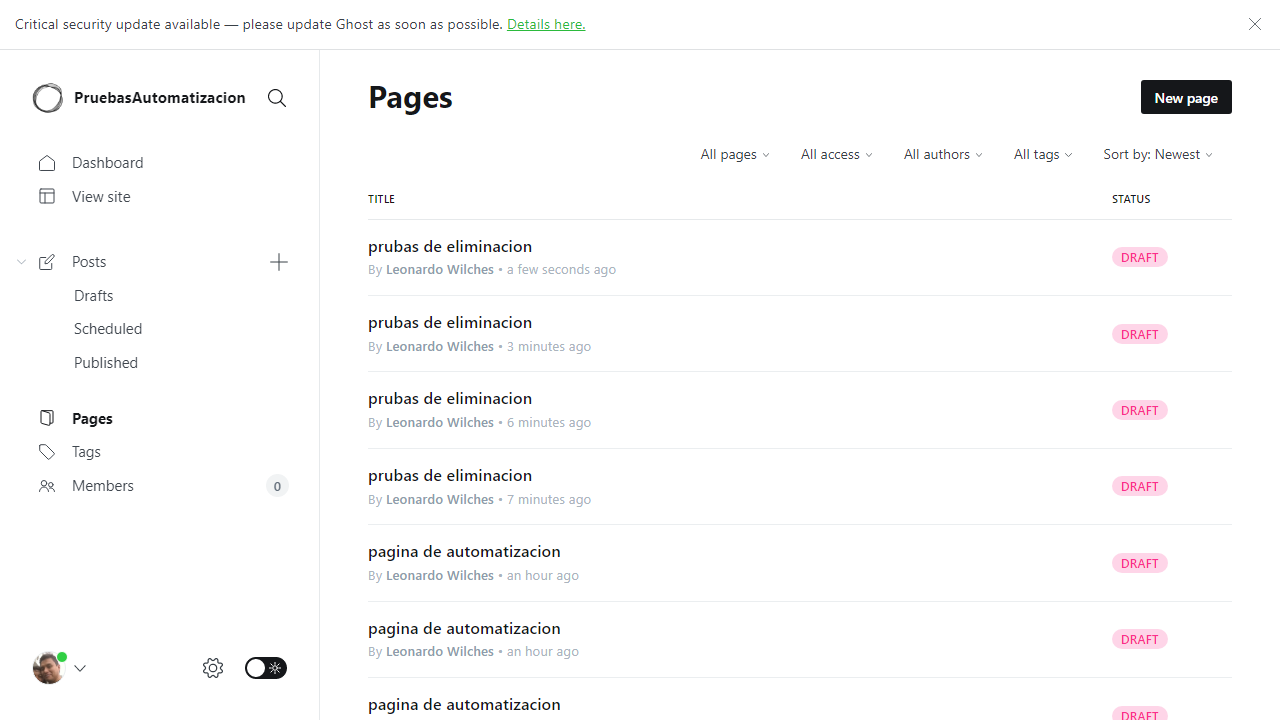 Critical security update available — please update Ghost as soon as possible. Details here.
PruebasAutomatizacion
Dashboard
View site
Posts
Drafts
Scheduled
Published
Pages
Tags
Members 0
Pages
New page
All pages All access All authors All tags Sort by: Newest
TITLE STATUS
prubas de eliminacion
By Leonardo Wilches • a few seconds ago
DRAFT
prubas de eliminacion
By Leonardo Wilches • 3 minutes ago
DRAFT
prubas de eliminacion
By Leonardo Wilches • 6 minutes ago
DRAFT
prubas de eliminacion
By Leonardo Wilches • 7 minutes ago
DRAFT
pagina de automatizacion
By Leonardo Wilches • an hour ago
DRAFT
pagina de automatizacion
By Leonardo Wilches • an hour ago
DRAFT
pagina de automatizacion
DRAFT